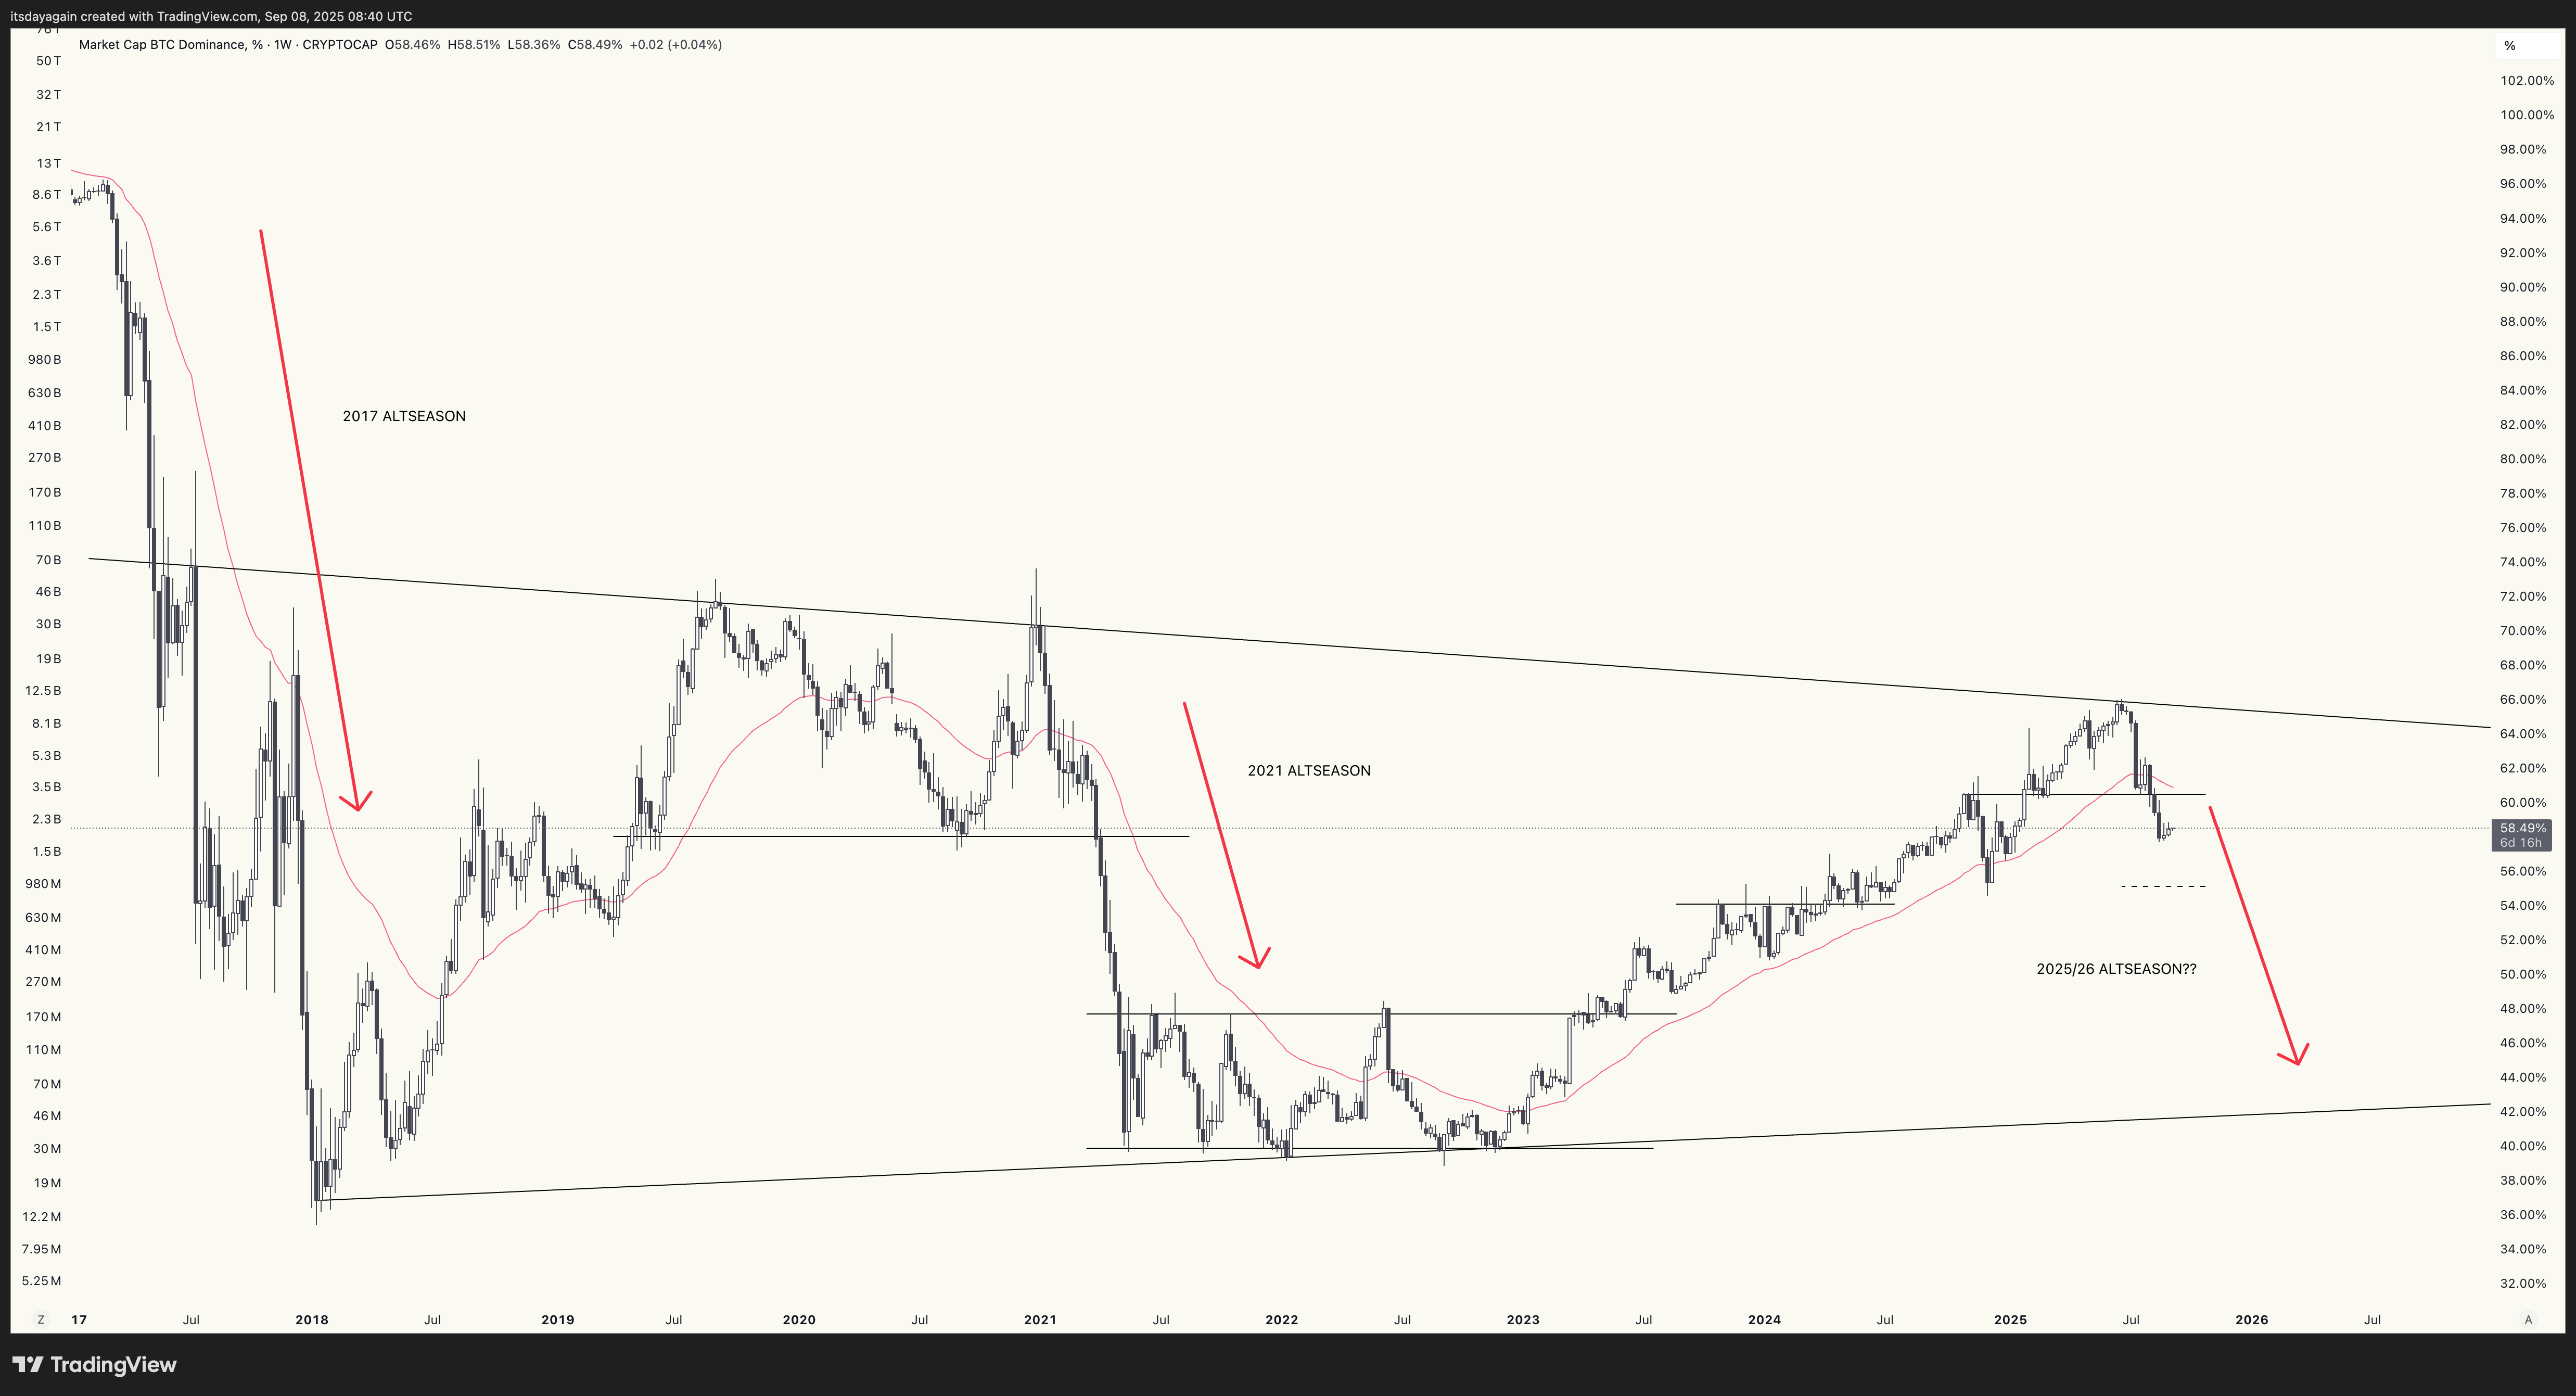 itsdayagain created with TradingView.com, Sep 08, 2025 08:40 UTC
Market Cap BTC Dominance, % · 1W · CRYPTOCAP O58.46% H58.51% L58.36% C58.49% +0.02 (+0.04%)
%
76 T
50 T
32 T
21 T
13 T
8.6 T
5.6 T
3.6 T
2.3 T
1.5 T
980 B
630 B
410 B
270 B
170 B
110 B
70 B
46 B
30 B
19 B
12.5 B
8.1 B
5.3 B
3.5 B
2.3 B
1.5 B
980 M
630 M
410 M
270 M
170 M
110 M
70 M
46 M
30 M
19 M
12.2 M
7.95 M
5.25 M
2017 ALTSEASON
2021 ALTSEASON
2025/26 ALTSEASON??
102.00%
100.00%
98.00%
96.00%
94.00%
92.00%
90.00%
88.00%
86.00%
84.00%
82.00%
80.00%
78.00%
76.00%
74.00%
72.00%
70.00%
68.00%
66.00%
64.00%
62.00%
60.00%
58.49%
6d 16h
56.00%
54.00%
52.00%
50.00%
48.00%
46.00%
44.00%
42.00%
40.00%
38.00%
36.00%
34.00%
32.00%
Z 17 Jul 2018 Jul 2019 Jul 2020 Jul 2021 Jul 2022 Jul 2023 Jul 2024 Jul 2025 Jul 2026 Jul A
TradingView